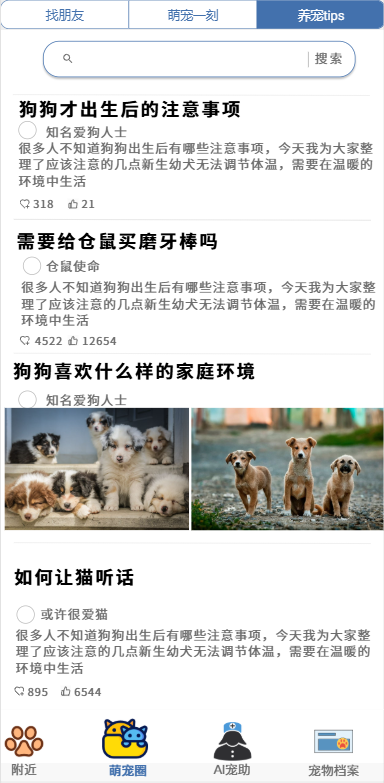 找朋友 萌宠一刻 养宠tips
搜索
狗狗才出生后的注意事项
知名爱狗人士
很多人不知道狗狗出生后有哪些注意事项，今天我为大家整
理了应该注意的几点新生幼犬无法调节体温，需要在温暖的
环境中生活
318 21
需要给仓鼠买磨牙棒吗
仓鼠使命
很多人不知道狗狗出生后有哪些注意事项，今天我为大家整
理了应该注意的几点新生幼犬无法调节体温，需要在温暖的
环境中生活
4522 12654
狗狗喜欢什么样的家庭环境
知名爱狗人士
如何让猫听话
或许很爱猫
很多人不知道狗狗出生后有哪些注意事项，今天我为大家整
理了应该注意的几点新生幼犬无法调节体温，需要在温暖的
环境中生活
895 6544
附近 萌宠圈 AI宠助 宠物档案